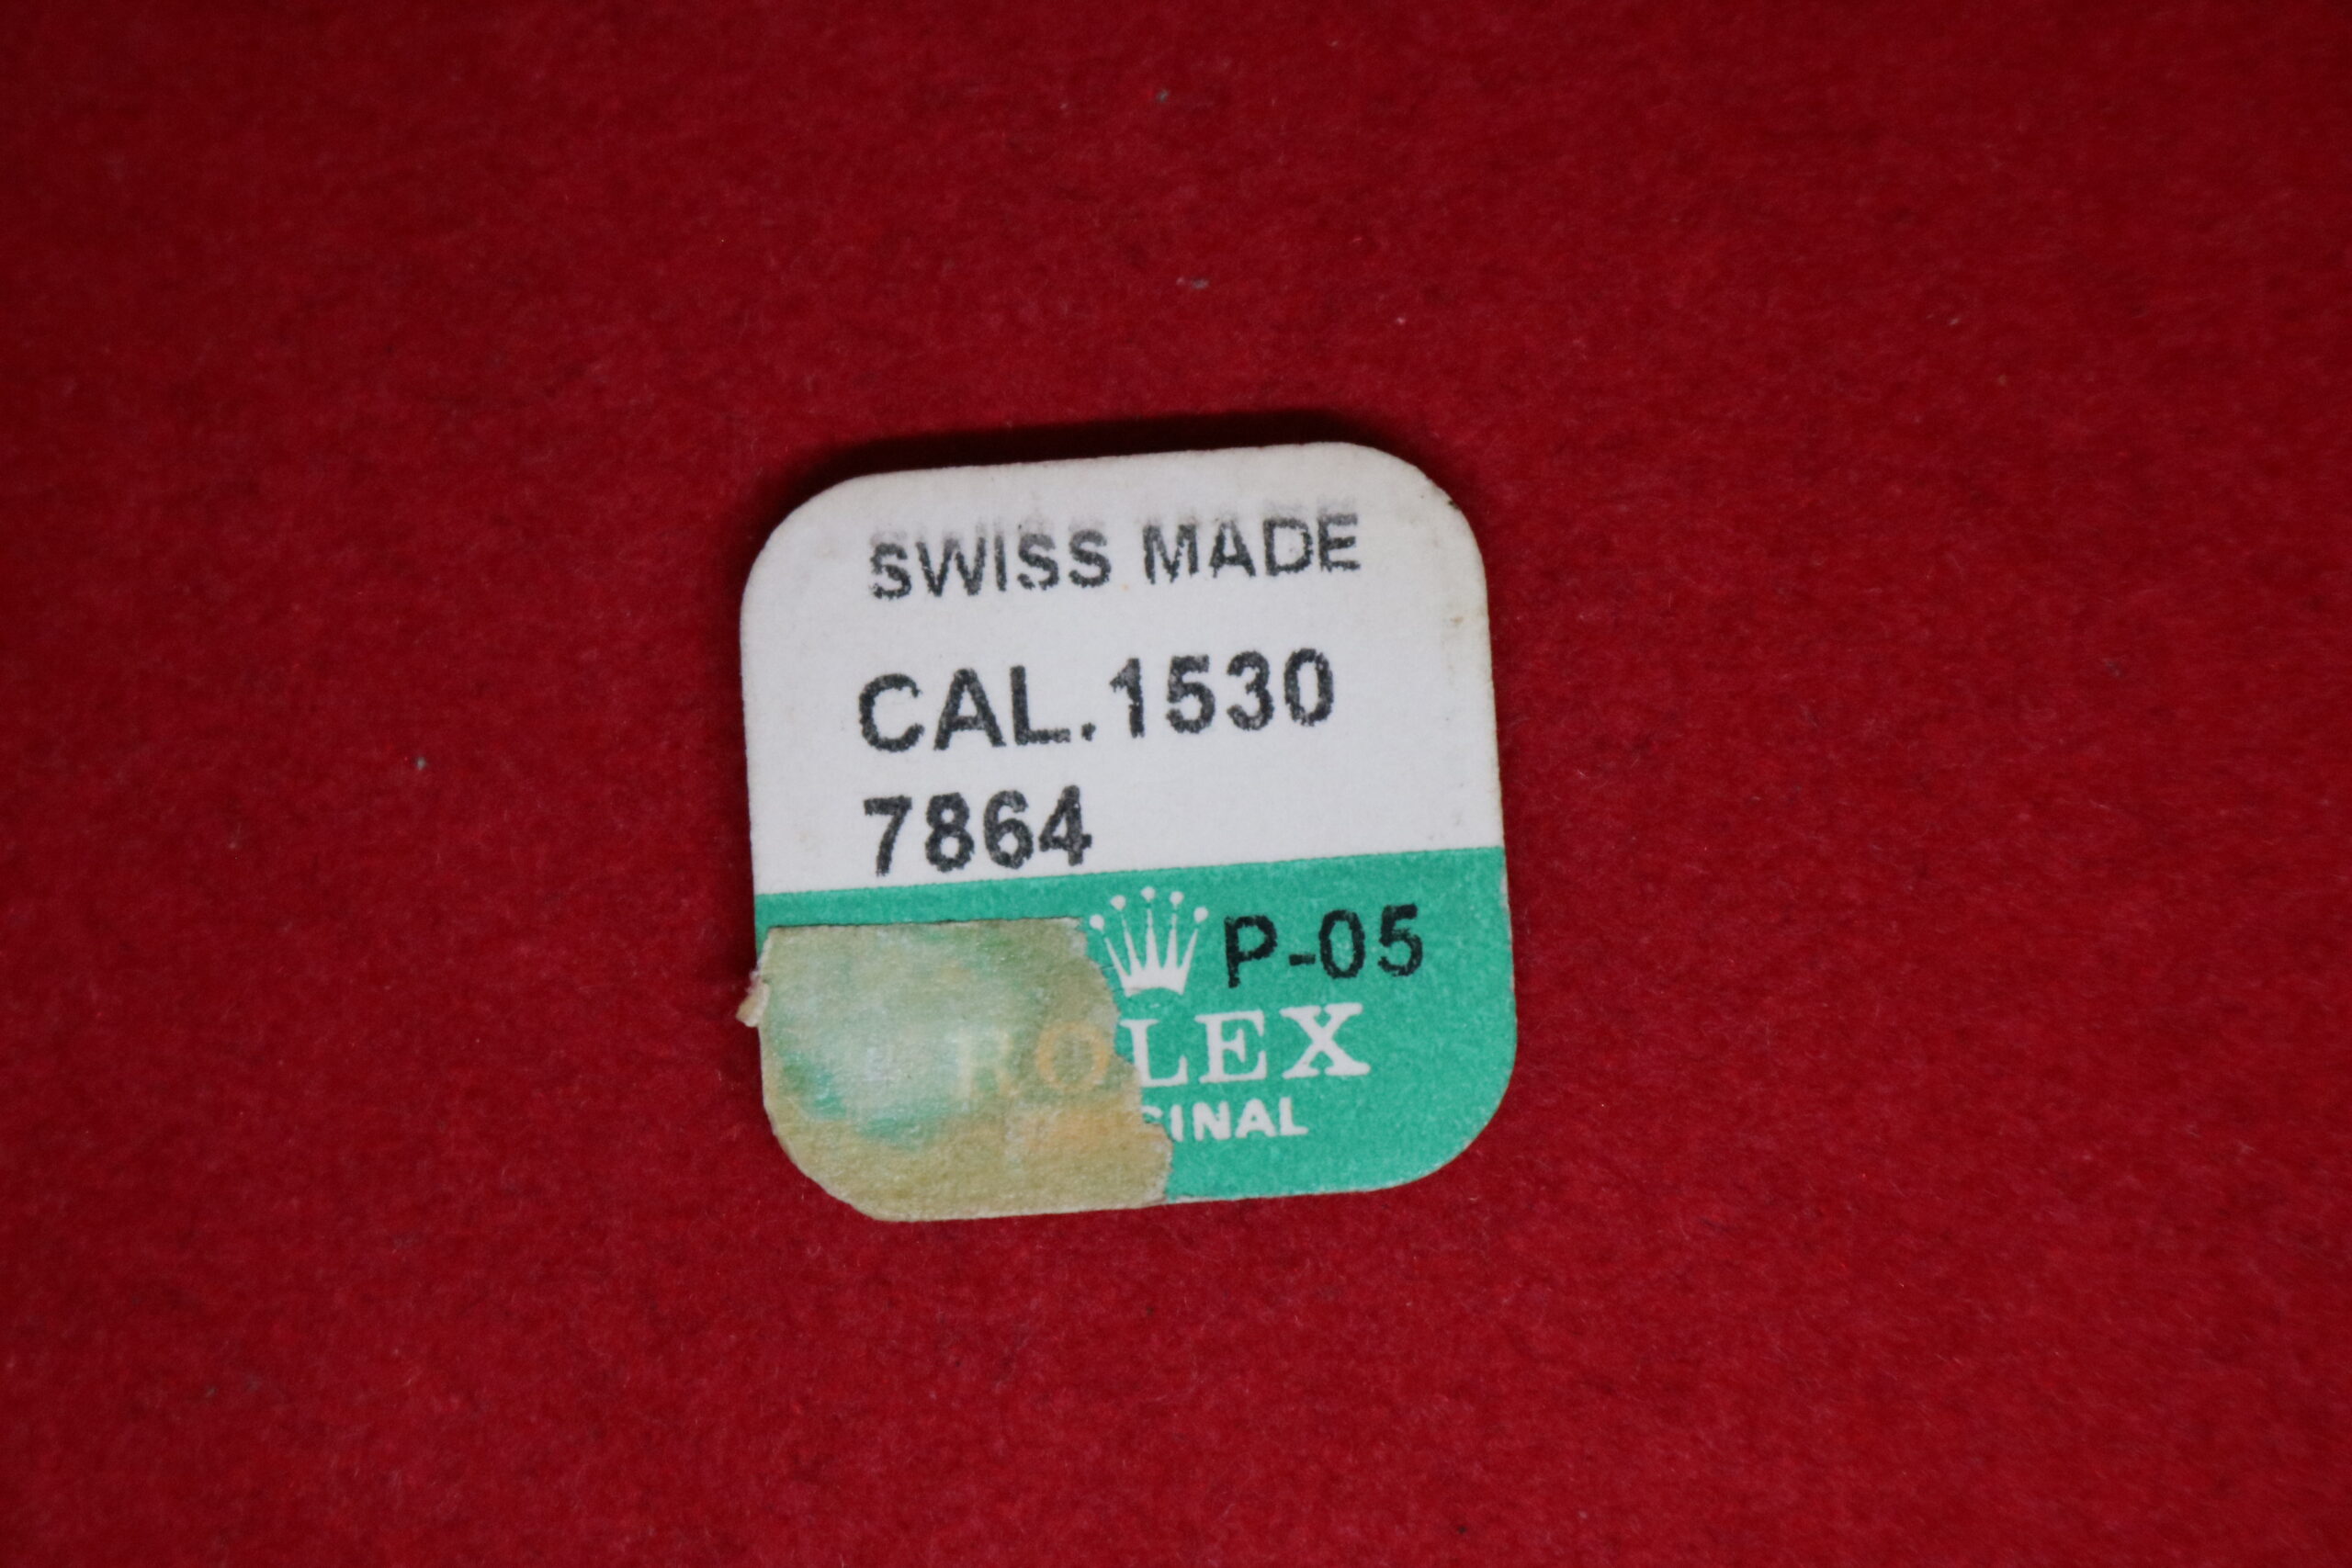 SWISS MADE
CAL.1530
7864
P-05
ROLEX